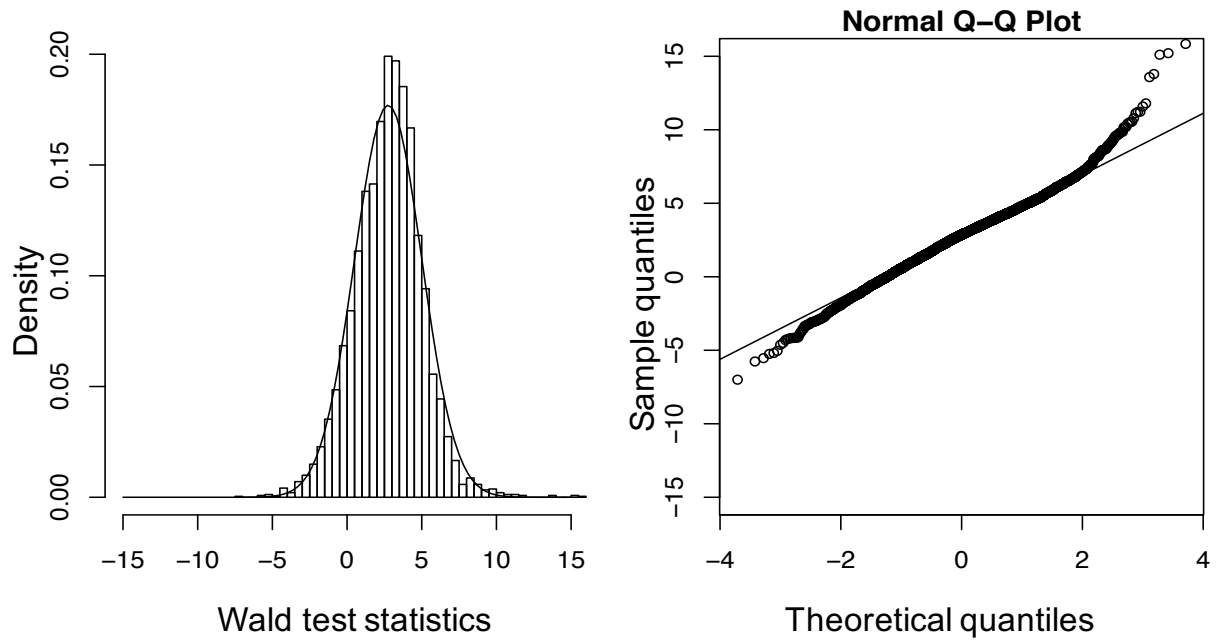 Density
0.20
0.15
0.10
0.05
0.00
−15 −10 −5 0 5 10 15
Wald test statistics
Normal Q−Q Plot
Sample quantiles
15
10
5
0
−5
−10
−15
−4 −2 0 2 4
Theoretical quantiles